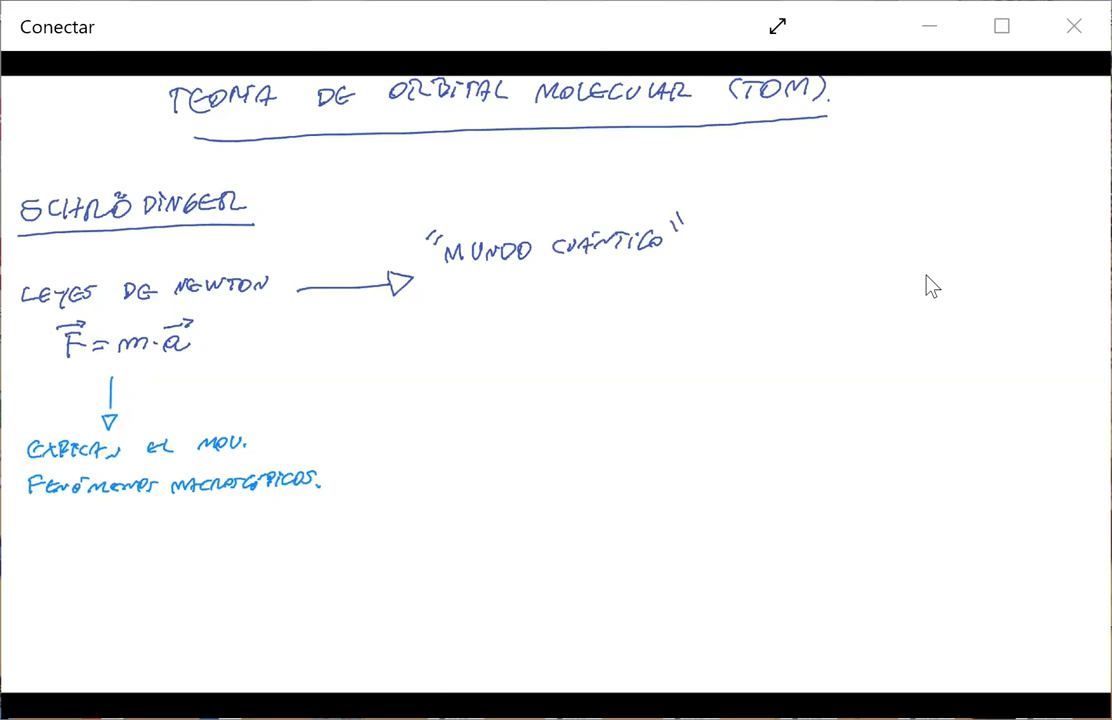 Conectar
TEORIA DE ORBITAL MOLECULAR (TOM).
SCHRÖDINGER
"MUNDO CUÁNTICO"
LEYES DE NEWTON
F⃗ = m · a⃗
EXPLICAN EL MOV.
FENÓMENOS MACROSCÓPICOS.